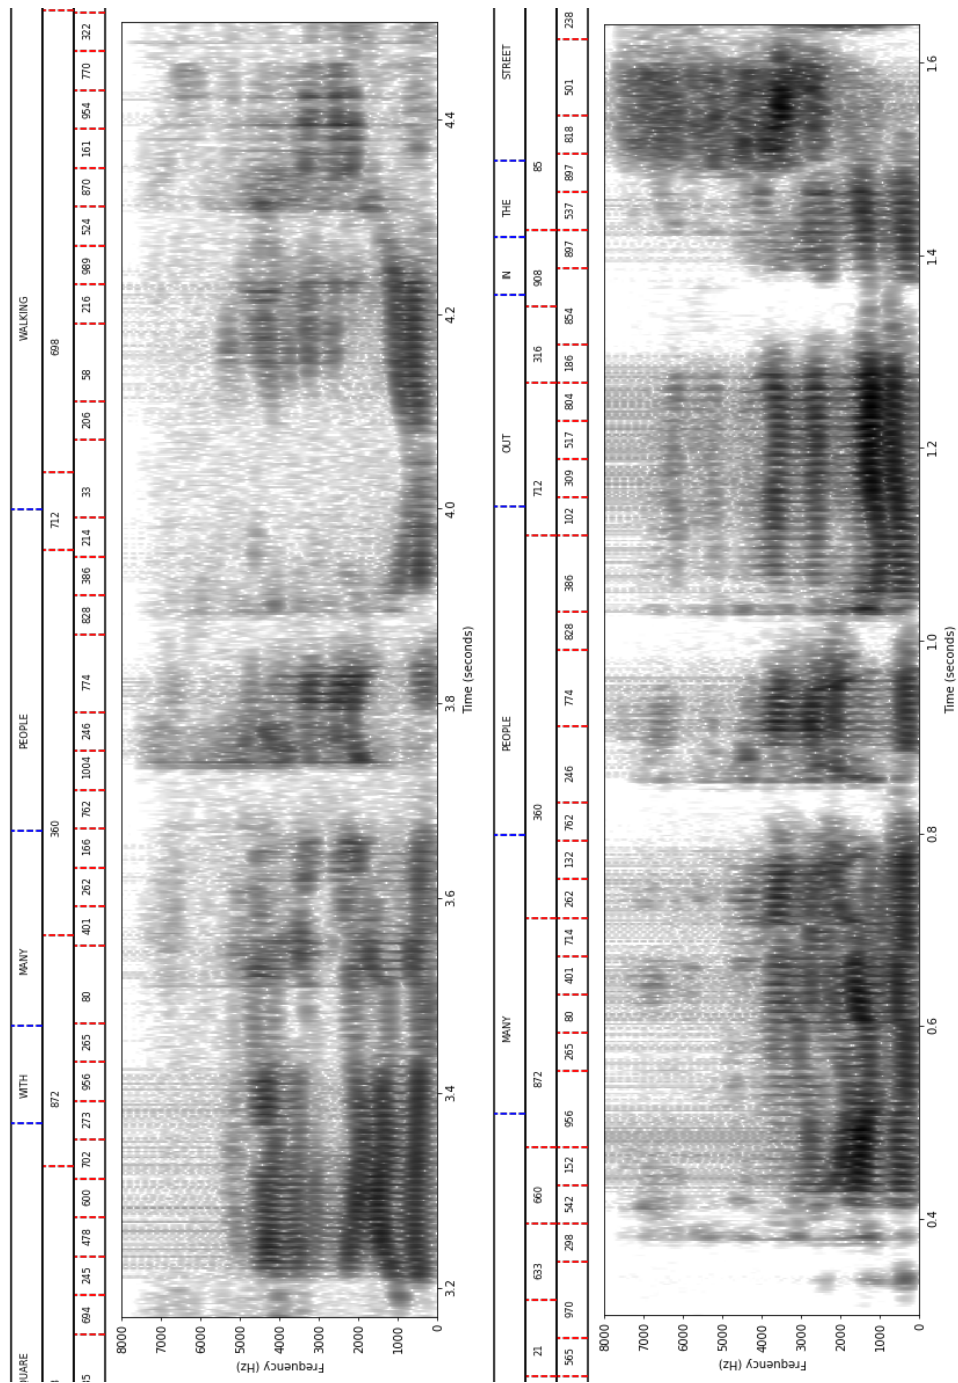 QUARE WITH MANY PEOPLE WALKING
872 360 712 698
694 245 478 600 702 273 956 265 80 401 262 166 762 1004 246 774 828 386 214 33 206 58 216 989 524 870 161 954 770 322
Frequency (Hz)
8000
7000
6000
5000
4000
3000
2000
1000
0
3.2 3.4 3.6 3.8 4.0 4.2 4.4
Time (seconds)
MANY PEOPLE OUT IN THE STREET
21 633 660 872 360 712 316 908 85
565 970 298 542 152 956 265 80 401 714 262 132 762 246 774 828 386 102 309 517 804 186 854 897 537 897 818 501 238
Frequency (Hz)
8000
7000
6000
5000
4000
3000
2000
1000
0
0.4 0.6 0.8 1.0 1.2 1.4 1.6
Time (seconds)